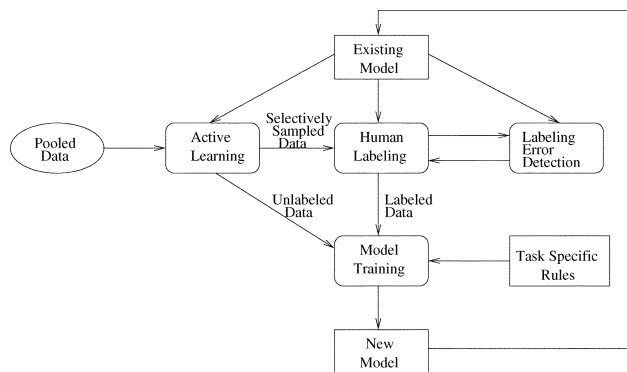 Existing
Model
Pooled
Data
Active
Learning
Selectively
Sampled
Data
Human
Labeling
Labeling
Error
Detection
Unlabeled
Data
Labeled
Data
Model
Training
Task Specific
Rules
New
Model